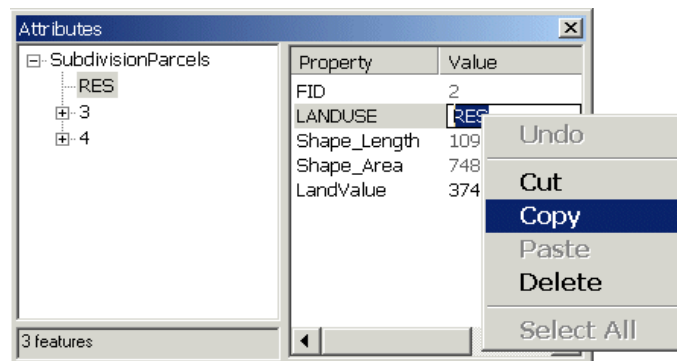 Attributes
SubdivisionParcels
RES
3
4
3 features
Property Value
FID 2
LANDUSE RES
Shape_Length 109
Shape_Area 748
LandValue 374
Undo
Cut
Copy
Paste
Delete
Select All